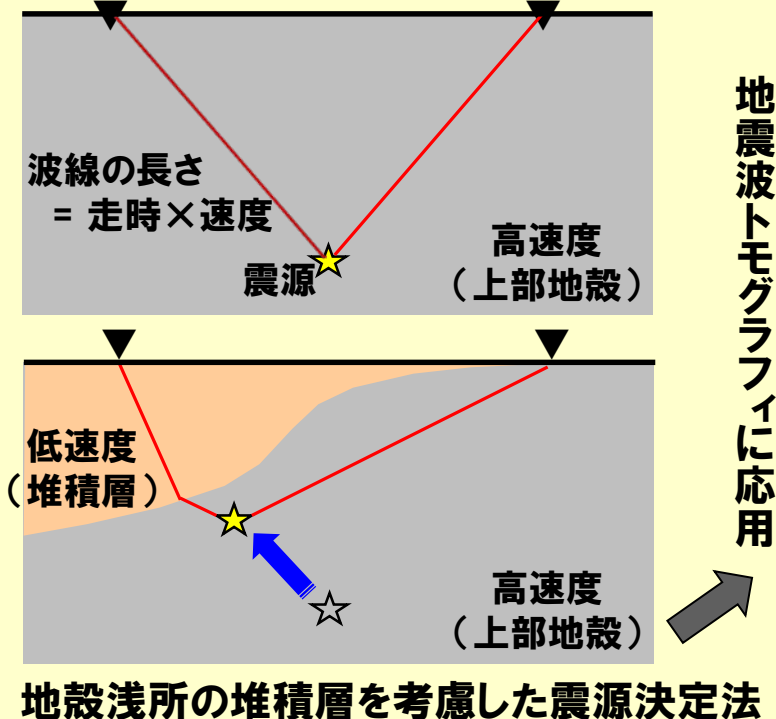 波線の長さ
= 走時×速度
震源
高速度
(上部地殻)
低速度
(堆積層)
高速度
(上部地殻)
地殻浅所の堆積層を考慮した震源決定法
地震波トモグラフィに応用